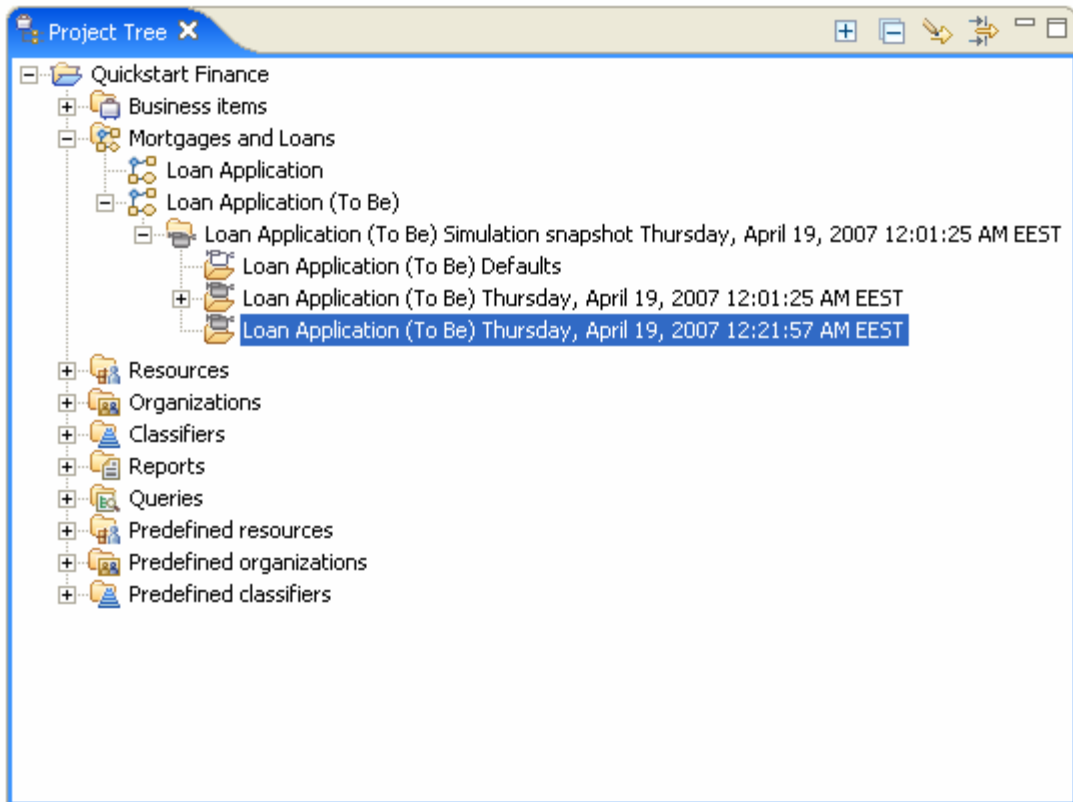 Project Tree
Quickstart Finance
Business items
Mortgages and Loans
Loan Application
Loan Application (To Be)
Loan Application (To Be) Simulation snapshot Thursday, April 19, 2007 12:01:25 AM EEST
Loan Application (To Be) Defaults
Loan Application (To Be) Thursday, April 19, 2007 12:01:25 AM EEST
Loan Application (To Be) Thursday, April 19, 2007 12:21:57 AM EEST
Resources
Organizations
Classifiers
Reports
Queries
Predefined resources
Predefined organizations
Predefined classifiers